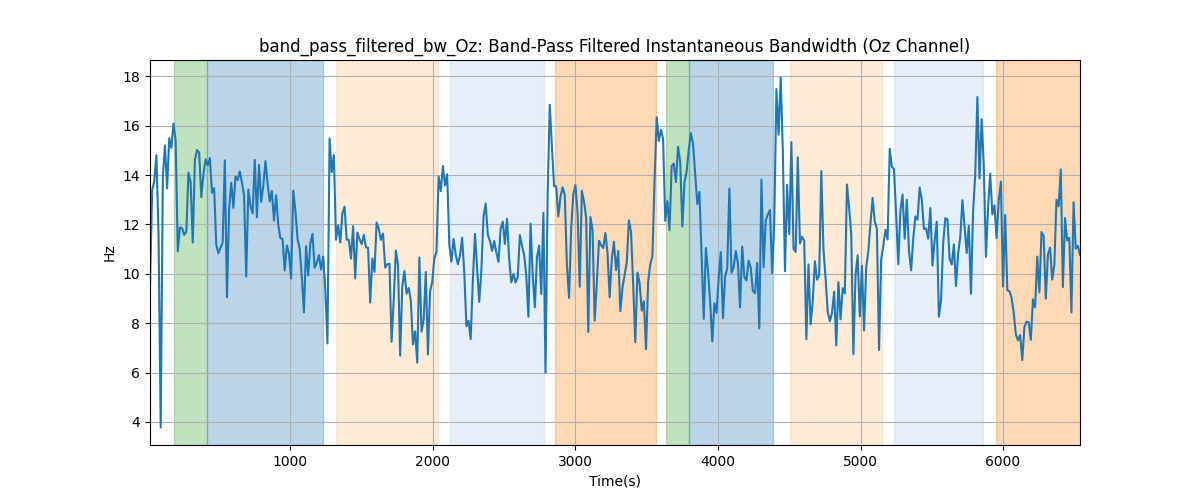 band_pass_filtered_bw_Oz: Band-Pass Filtered Instantaneous Bandwidth (Oz Channel)
18
16
14
12
10
8
6
4
Hz
1000 2000 3000 4000 5000 6000
Time(s)